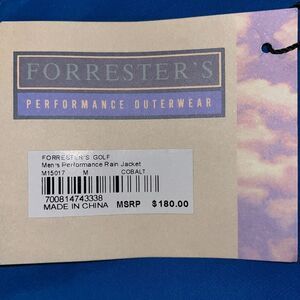 FORRESTER'S
PERFORMANCE OUTERWEAR
FORRESTER'S GOLF
Men's Performance Rain Jacket
M15017 M COBALT
700814743338
MADE IN CHINA MSRP $180.00